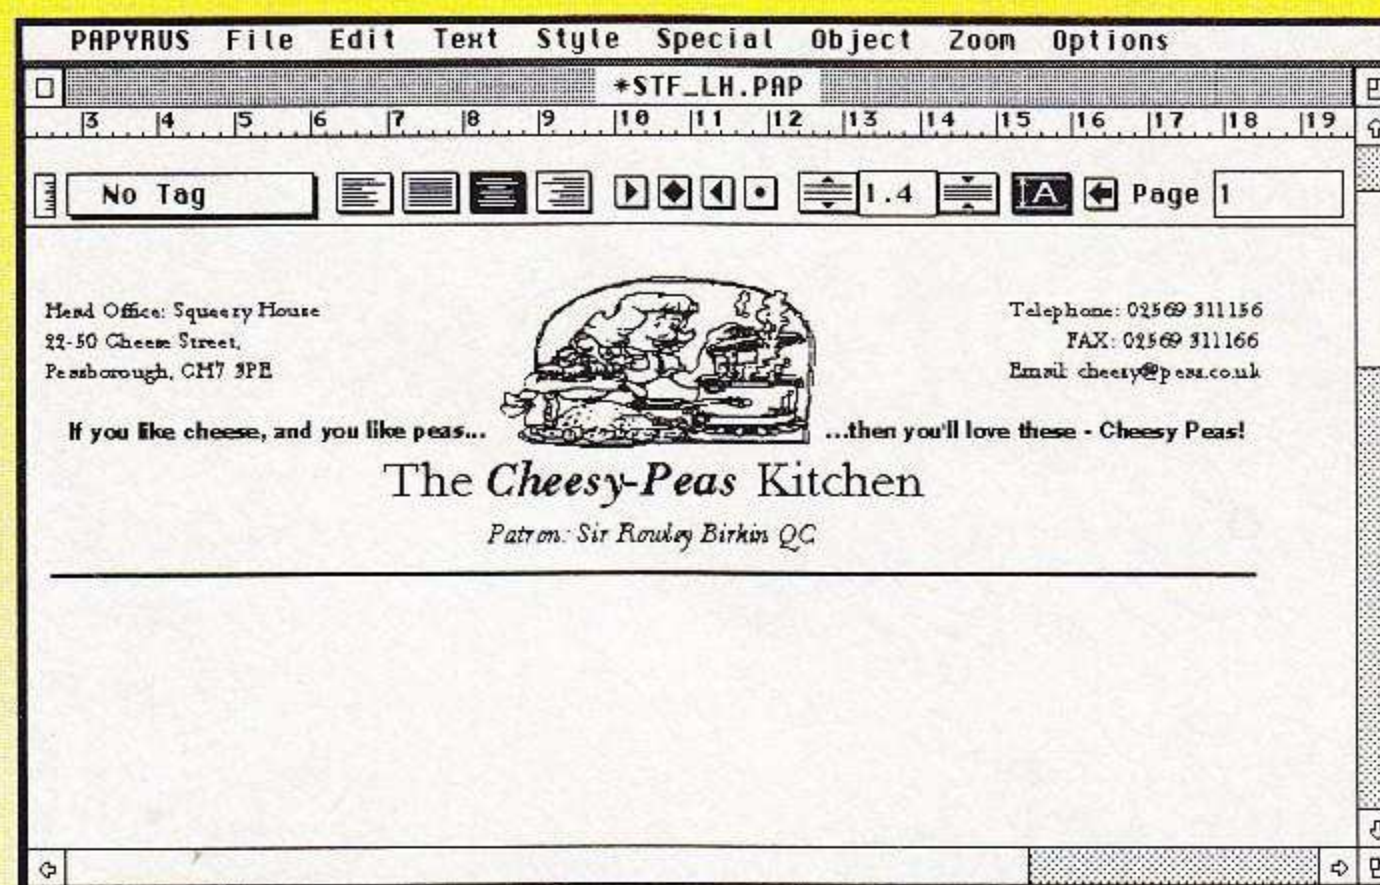 PAPYRUS File Edit Text Style Special Object Zoom Options
*STF_LH.PAP
3 4 5 6 7 8 9 10 11 12 13 14 15 16 17 18 19
No Tag 1.4 A Page 1
Head Office: Squeezy House
22-50 Cheese Street,
Peasborough, CM7 3PE
Telephone: 02569 311156
FAX: 02569 311166
Email: cheesy@peas.co.uk
If you like cheese, and you like peas... ...then you'll love these - Cheesy Peas!
The Cheesy-Peas Kitchen
Patron: Sir Rowley Birkin QC